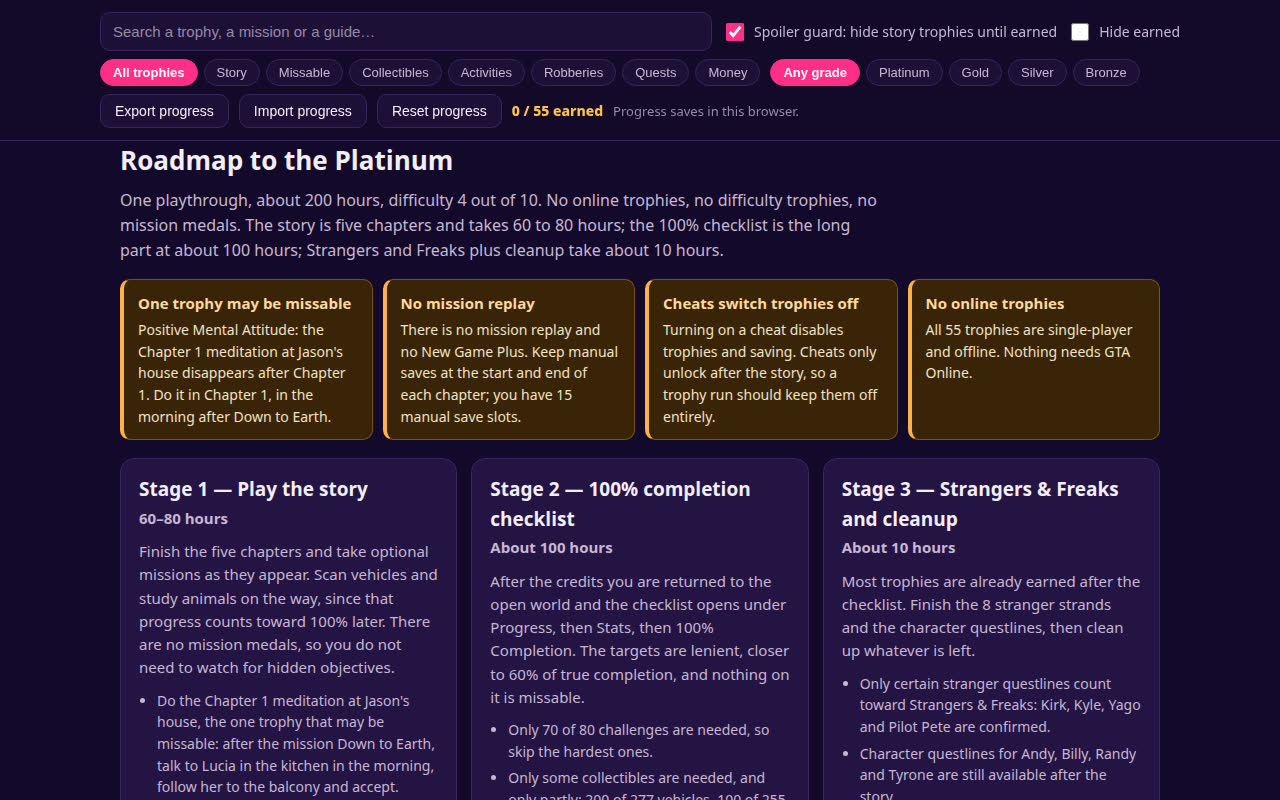 Search a trophy, a mission or a guide…
Spoiler guard: hide story trophies until earned
Hide earned
All trophies
Story
Missable
Collectibles
Activities
Robberies
Quests
Money
Any grade
Platinum
Gold
Silver
Bronze
Export progress
Import progress
Reset progress
0 / 55 earned
Progress saves in this browser.
Roadmap to the Platinum
One playthrough, about 200 hours, difficulty 4 out of 10. No online trophies, no difficulty trophies, no
mission medals. The story is five chapters and takes 60 to 80 hours; the 100% checklist is the long
part at about 100 hours; Strangers and Freaks plus cleanup take about 10 hours.
One trophy may be missable
Positive Mental Attitude: the
Chapter 1 meditation at Jason's
house disappears after Chapter
1. Do it in Chapter 1, in the
morning after Down to Earth.
No mission replay
There is no mission replay and
no New Game Plus. Keep manual
saves at the start and end of
each chapter; you have 15
manual save slots.
Cheats switch trophies off
Turning on a cheat disables
trophies and saving. Cheats only
unlock after the story, so a
trophy run should keep them off
entirely.
No online trophies
All 55 trophies are single-player
and offline. Nothing needs GTA
Online.
Stage 1 — Play the story
60–80 hours
Finish the five chapters and take optional
missions as they appear. Scan vehicles and
study animals on the way, since that
progress counts toward 100% later. There
are no mission medals, so you do not
need to watch for hidden objectives.
• Do the Chapter 1 meditation at Jason's
house, the one trophy that may be
missable: after the mission Down to Earth,
talk to Lucia in the kitchen in the morning,
follow her to the balcony and accept.
Stage 2 — 100% completion
checklist
About 100 hours
After the credits you are returned to the
open world and the checklist opens under
Progress, then Stats, then 100%
Completion. The targets are lenient, closer
to 60% of true completion, and nothing on
it is missable.
• Only 70 of 80 challenges are needed, so
skip the hardest ones.
• Only some collectibles are needed, and
only partly: 200 of 277 vehicles, 100 of 255
Stage 3 — Strangers & Freaks
and cleanup
About 10 hours
Most trophies are already earned after the
checklist. Finish the 8 stranger strands
and the character questlines, then clean
up whatever is left.
• Only certain stranger questlines count
toward Strangers & Freaks: Kirk, Kyle, Yago
and Pilot Pete are confirmed.
• Character questlines for Andy, Billy, Randy
and Tyrone are still available after the
story.